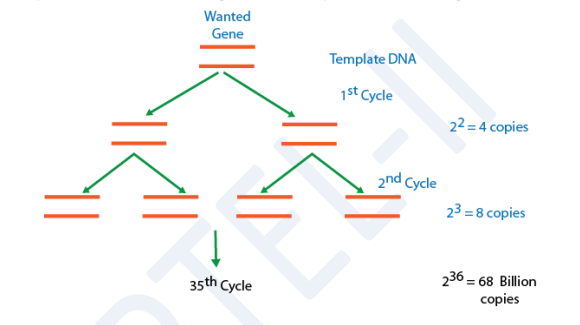 Wanted
Gene
Template DNA
1st Cycle
2² = 4 copies
2nd Cycle
2³ = 8 copies
35th Cycle
2³⁶ = 68 Billion
copies